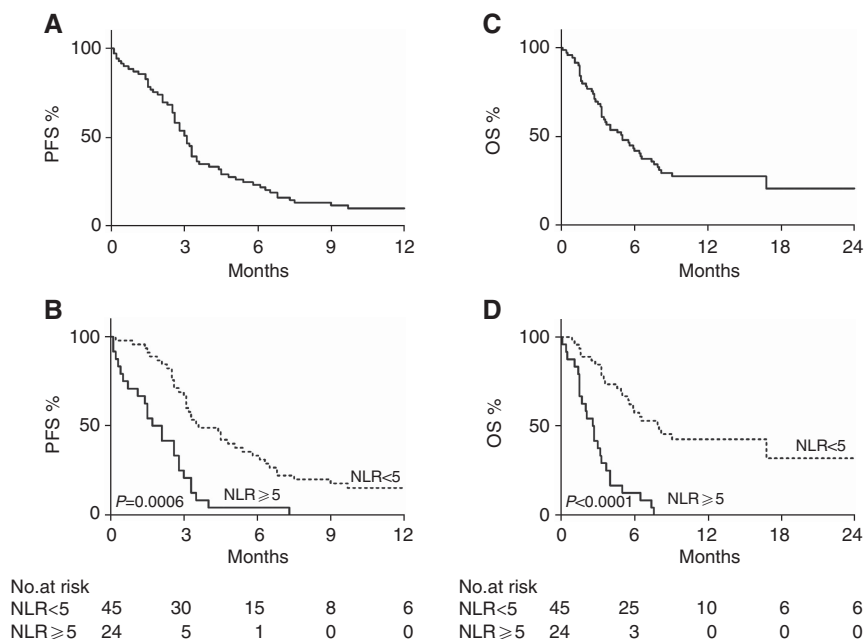 A
100
50
0
PFS %
0 3 6 9 12
Months
C
100
50
0
OS %
0 6 12 18 24
Months
B
100
50
0
PFS %
NLR<5
NLR≥5
P=0.0006
0 3 6 9 12
Months
D
100
50
0
OS %
NLR<5
NLR≥5
P<0.0001
0 6 12 18 24
Months
No.at risk
NLR<5 45 30 15 8 6
NLR≥5 24 5 1 0 0
No.at risk
NLR<5 45 25 10 6 6
NLR≥5 24 3 0 0 0